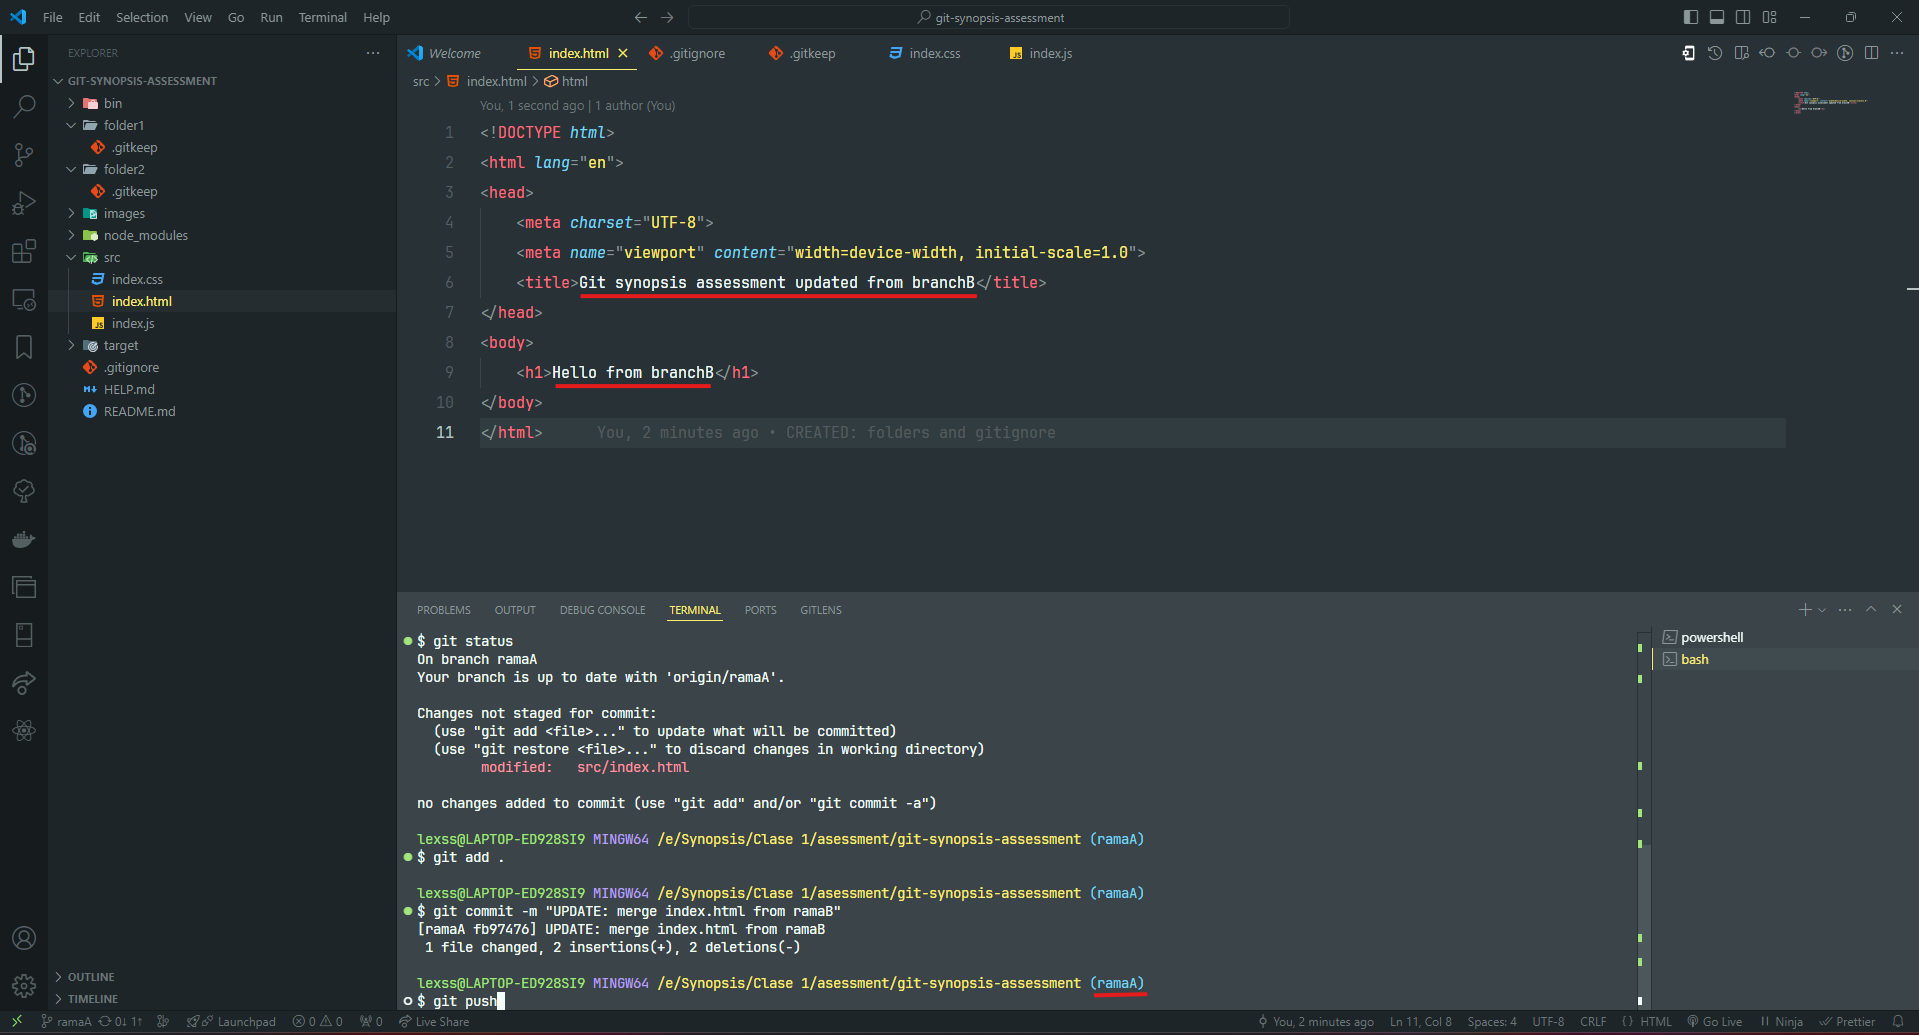 File Edit Selection View Go Run Terminal Help
git-synopsis-assessment
EXPLORER
GIT-SYNOPSIS-ASSESSMENT
bin
folder1
.gitkeep
folder2
.gitkeep
images
node_modules
src
index.css
index.html
index.js
target
.gitignore
HELP.md
README.md
OUTLINE
TIMELINE
Welcome index.html .gitignore .gitkeep index.css index.js
src > index.html > html
You, 1 second ago | 1 author (You)
1 <!DOCTYPE html>
2 <html lang="en">
3 <head>
4 <meta charset="UTF-8">
5 <meta name="viewport" content="width=device-width, initial-scale=1.0">
6 <title>Git synopsis assessment updated from branchB</title>
7 </head>
8 <body>
9 <h1>Hello from branchB</h1>
10 </body>
11 </html> You, 2 minutes ago • CREATED: folders and gitignore
PROBLEMS OUTPUT DEBUG CONSOLE TERMINAL PORTS GITLENS
$ git status
On branch ramaA
Your branch is up to date with 'origin/ramaA'.
Changes not staged for commit:
(use "git add <file>..." to update what will be committed)
(use "git restore <file>..." to discard changes in working directory)
modified: src/index.html
no changes added to commit (use "git add" and/or "git commit -a")
lexss@LAPTOP-ED928SI9 MINGW64 /e/Synopsis/Clase 1/asessment/git-synopsis-assessment (ramaA)
$ git add .
lexss@LAPTOP-ED928SI9 MINGW64 /e/Synopsis/Clase 1/asessment/git-synopsis-assessment (ramaA)
$ git commit -m "UPDATE: merge index.html from ramaB"
[ramaA fb97476] UPDATE: merge index.html from ramaB
1 file changed, 2 insertions(+), 2 deletions(-)
lexss@LAPTOP-ED928SI9 MINGW64 /e/Synopsis/Clase 1/asessment/git-synopsis-assessment (ramaA)
$ git push
powershell
bash
ramaA 0↓ 1↑ Launchpad 0 0 0 Live Share You, 2 minutes ago Ln 11, Col 8 Spaces: 4 UTF-8 CRLF {} HTML Go Live Ninja Prettier